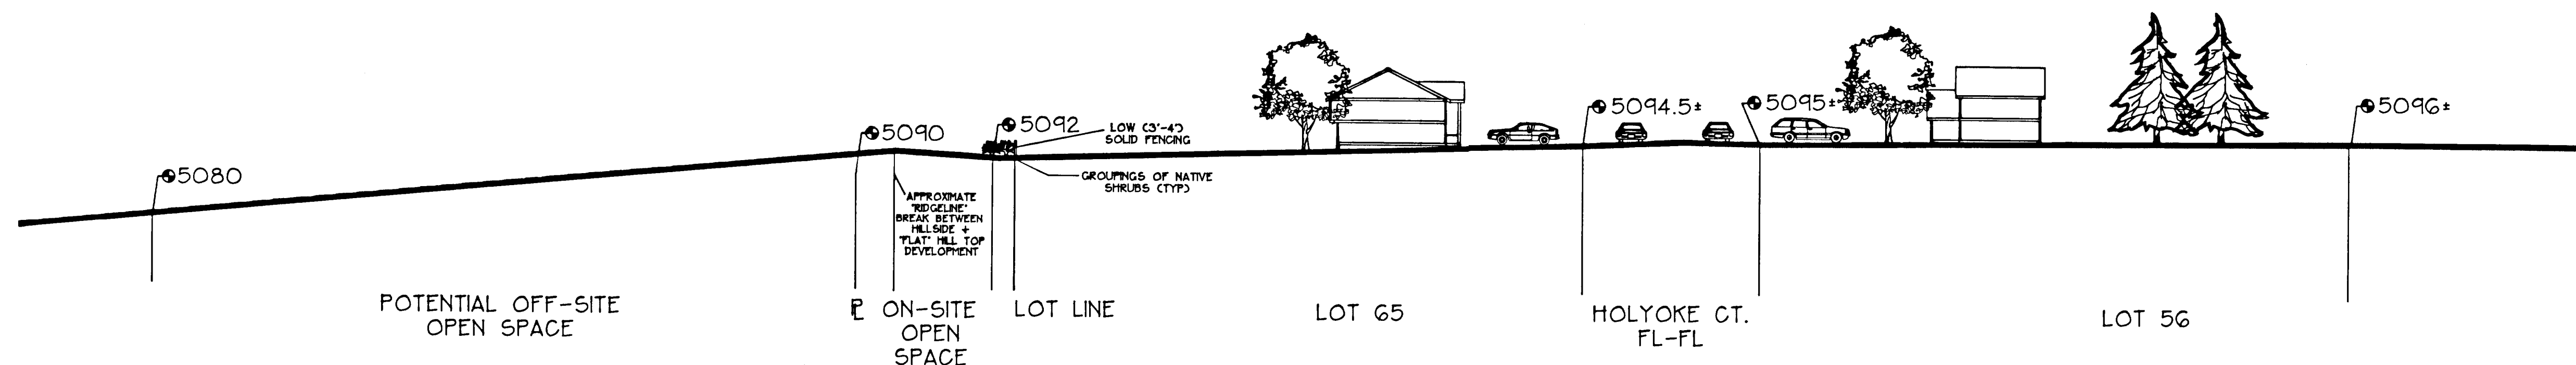 5080
5090
5092
LOW (3'-4')
SOLID FENCING
5094.5±
5095±
5096±
GROUPINGS OF NATIVE
SHRUBS (TYP)
APPROXIMATE
"RIDGELINE"
BREAK BETWEEN
HILLSIDE +
"FLAT" HILL TOP
DEVELOPMENT
POTENTIAL OFF-SITE
OPEN SPACE
PL
ON-SITE
OPEN
SPACE
LOT LINE
LOT 65
HOLYOKE CT.
FL-FL
LOT 56